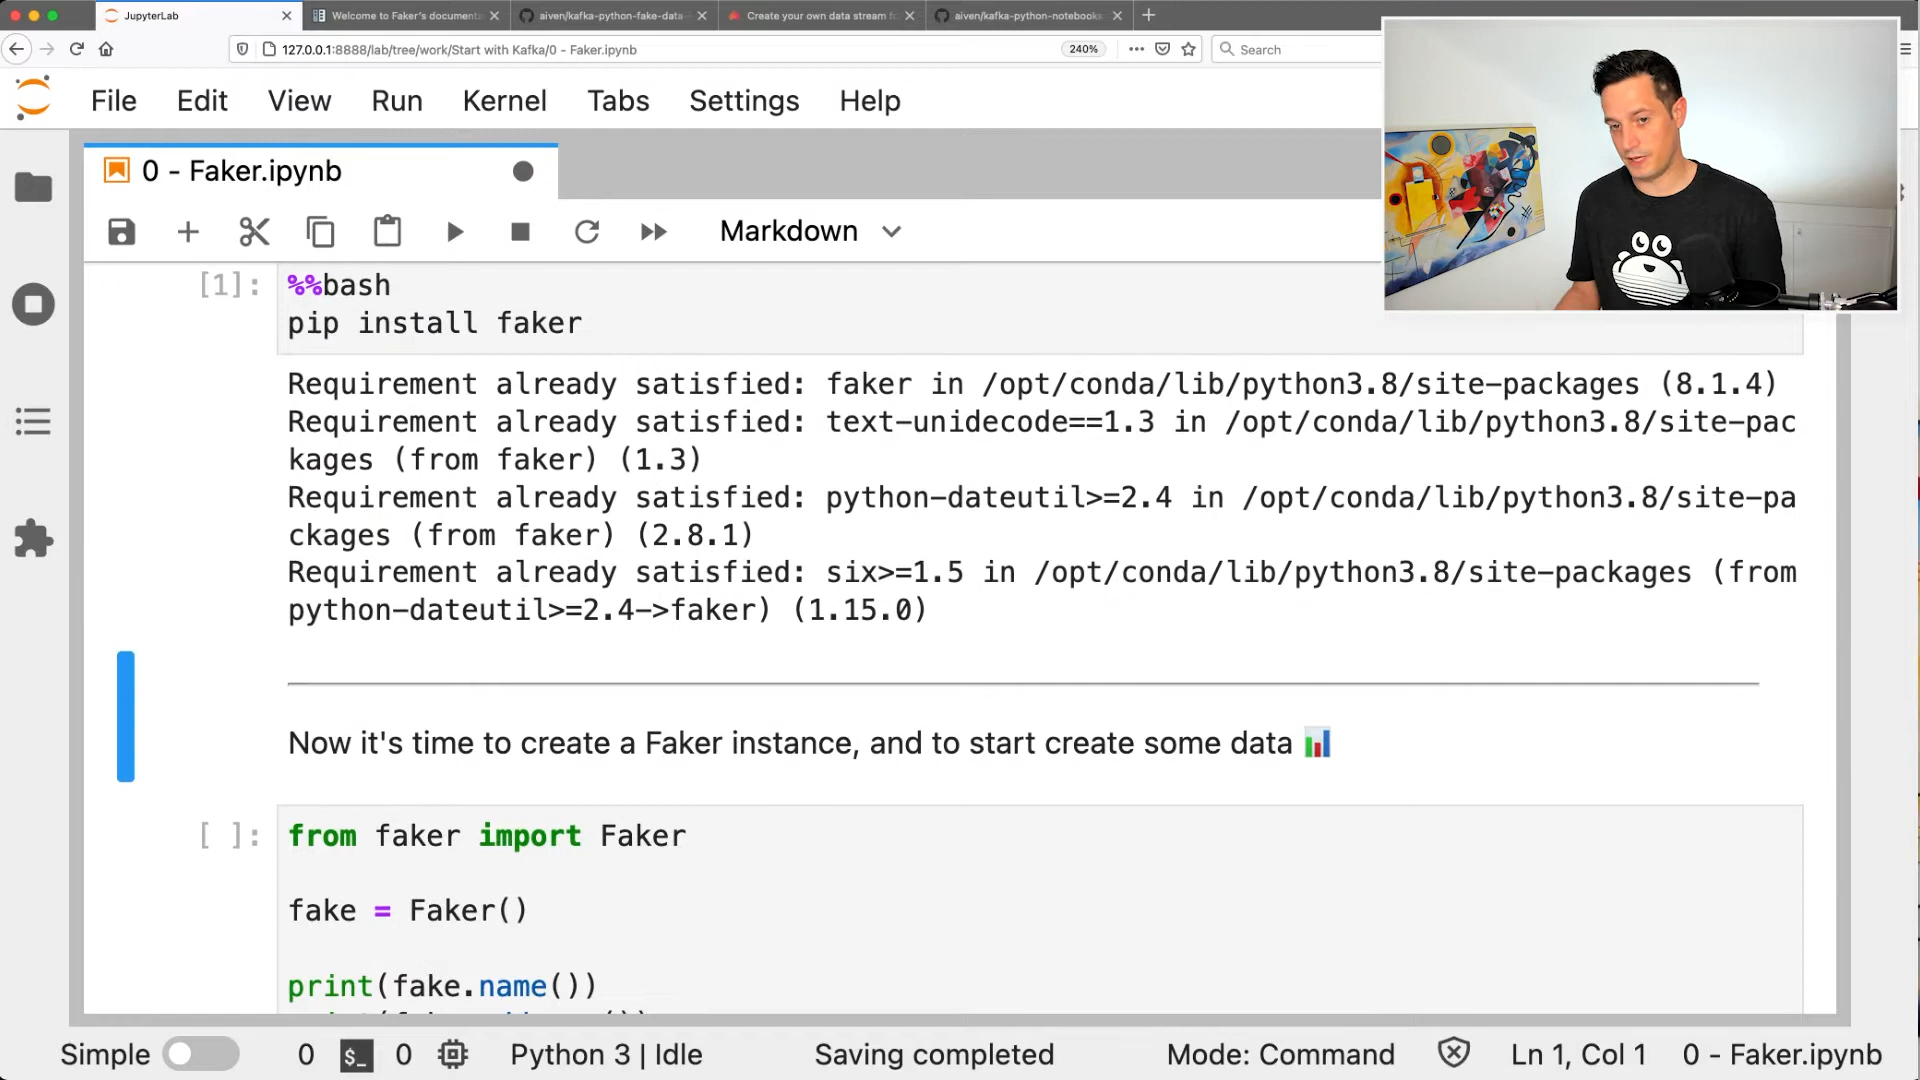 JupyterLab
Welcome to Faker's documenta
aiven/kafka-python-fake-data-
Create your own data stream fo
aiven/kafka-python-notebooks
127.0.0.1:8888/lab/tree/work/Start with Kafka/0 - Faker.ipynb
240%
Search
File Edit View Run Kernel Tabs Settings Help
0 - Faker.ipynb
Markdown
[1]:
%%bash
pip install faker
Requirement already satisfied: faker in /opt/conda/lib/python3.8/site-packages (8.1.4)
Requirement already satisfied: text-unidecode==1.3 in /opt/conda/lib/python3.8/site-pac
kages (from faker) (1.3)
Requirement already satisfied: python-dateutil>=2.4 in /opt/conda/lib/python3.8/site-pa
ckages (from faker) (2.8.1)
Requirement already satisfied: six>=1.5 in /opt/conda/lib/python3.8/site-packages (from
python-dateutil>=2.4->faker) (1.15.0)
Now it's time to create a Faker instance, and to start create some data 📊
[ ]:
from faker import Faker
fake = Faker()
print(fake.name())
Simple 0 $_ 0 Python 3 | Idle Saving completed Mode: Command Ln 1, Col 1 0 - Faker.ipynb